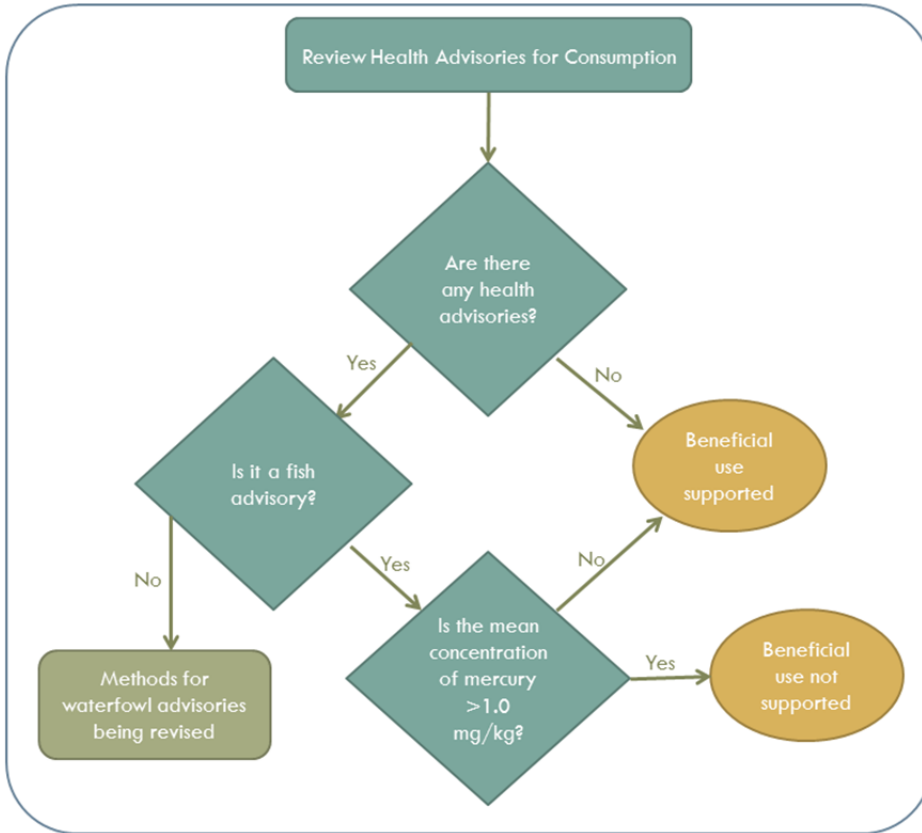 Review Health Advisories for Consumption
Are there
any health
advisories?
Yes
No
Is it a fish
advisory?
Beneficial
use
supported
No
Yes
No
Is the mean
concentration
of mercury
>1.0
mg/kg?
Yes
Beneficial
use not
supported
Methods for
waterfowl advisories
being revised